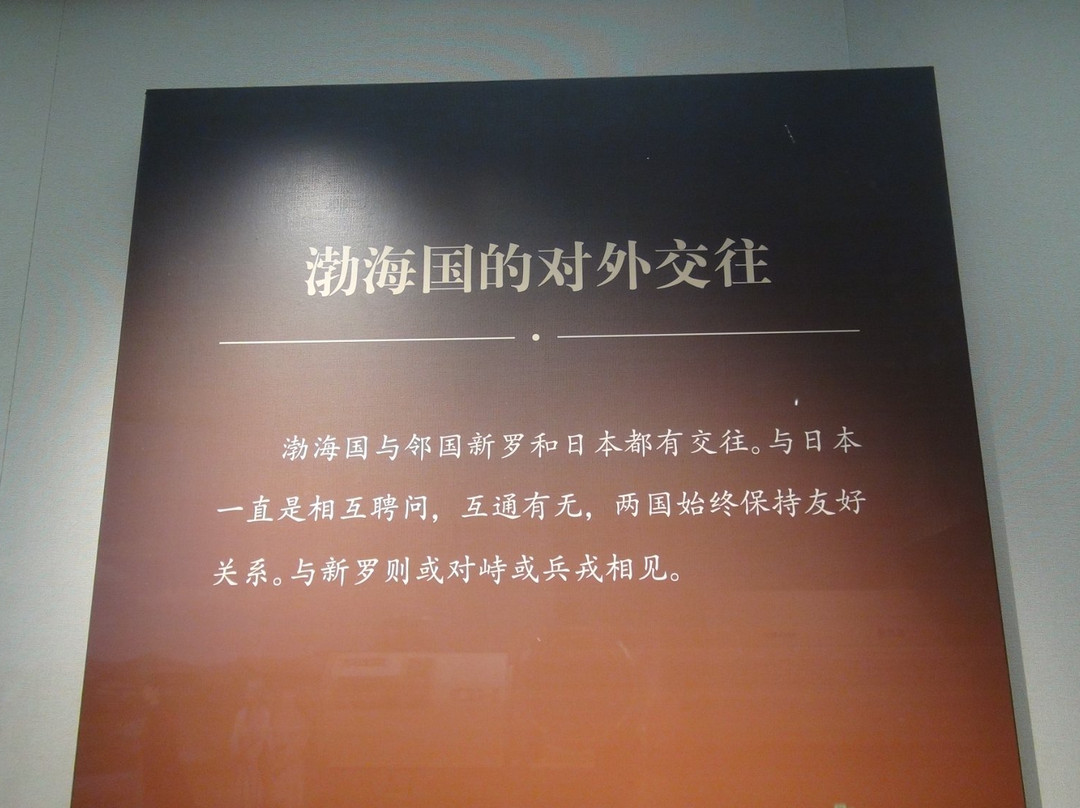 渤海国的对外交往
渤海国与邻国新罗和日本都有交往。与日本
一直是相互聘问，互通有无，两国始终保持友好
关系。与新罗则或对峙或兵戎相见。